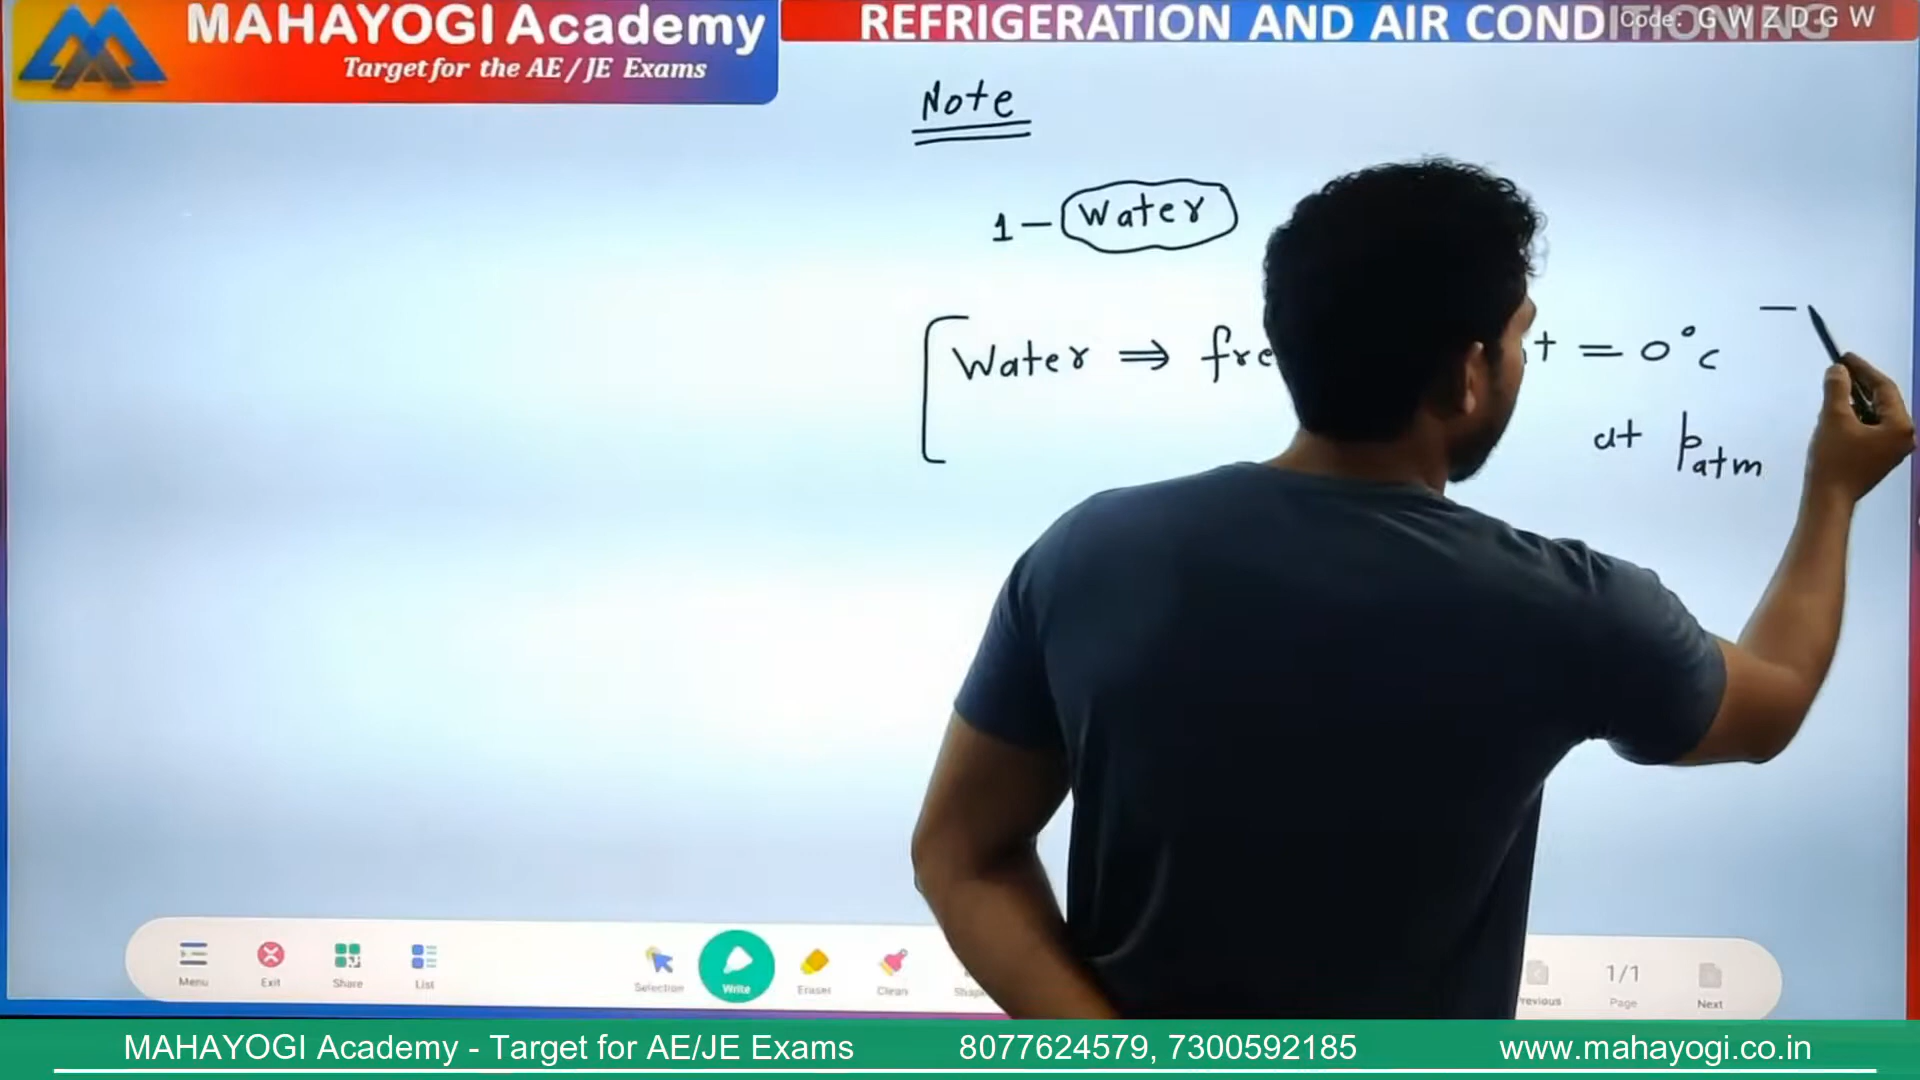 MAHAYOGI Academy
Target for the AE / JE Exams
REFRIGERATION AND AIR CONDITIONING
Code: G W Z D G W
Note
1 - Water
Water ⇒ = 0°c
at Patm
Menu
Exit
Share
List
Selection
Write
Eraser
Clean
1/1
Page
Next
MAHAYOGI Academy - Target for AE/JE Exams 8077624579, 7300592185 www.mahayogi.co.in